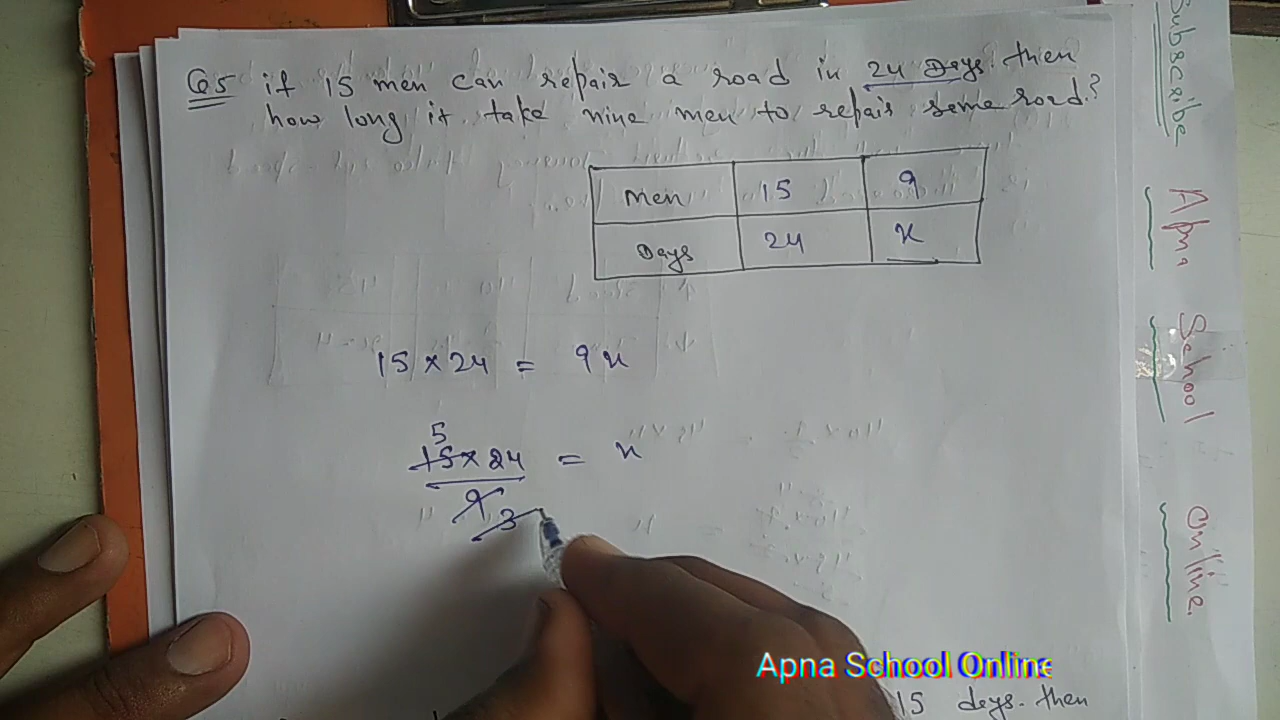 Q5 if 15 men can repair a road in 24 Days. then
how long it take nine men to repair same road?
Men 15 9
Days 24 x
15 × 24 = 9x
5
15 × 24 = x
9
3
15 days. then
Subscribe
Apna
School
online.
Apna School Online